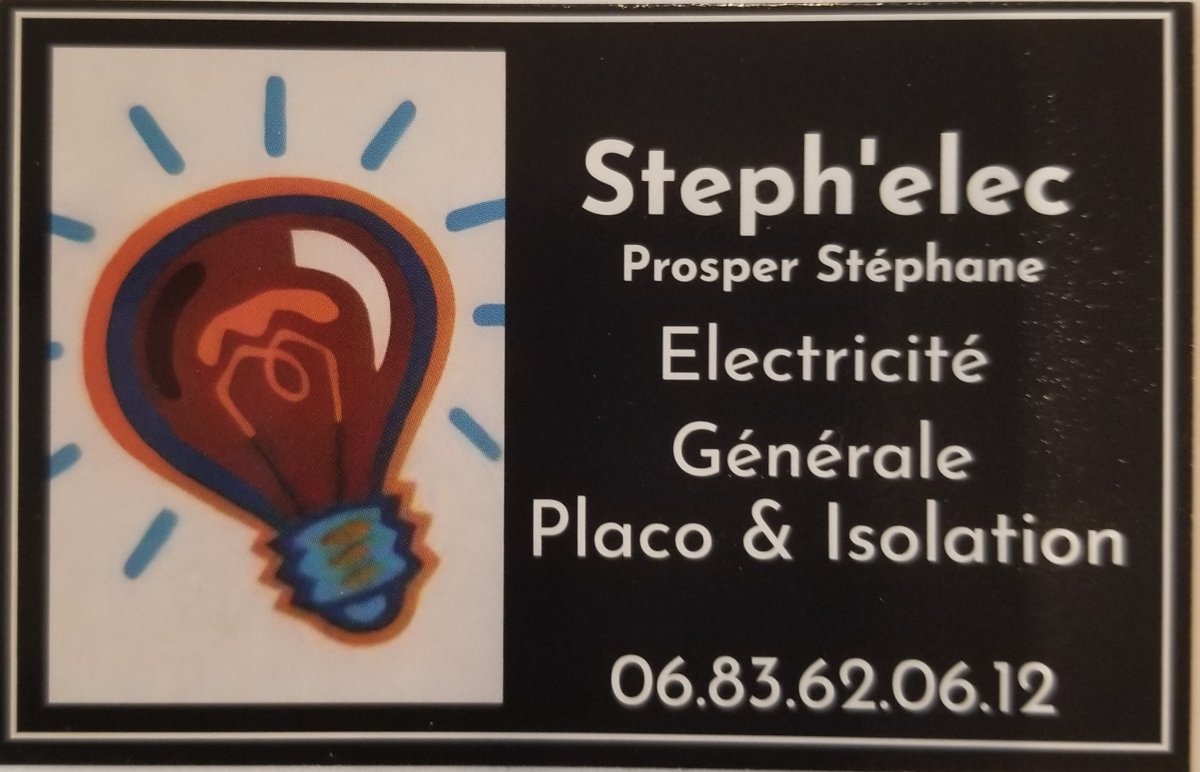 Steph'elec
Prosper Stéphane
Electricité
Générale
Placo & Isolation
06.83.62.06.12